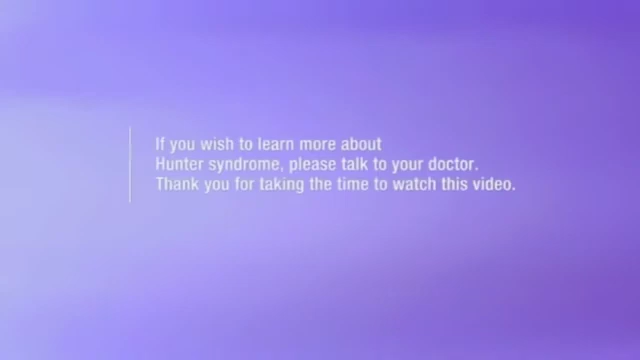 If you wish to learn more about
Hunter syndrome, please talk to your doctor.
Thank you for taking the time to watch this video.